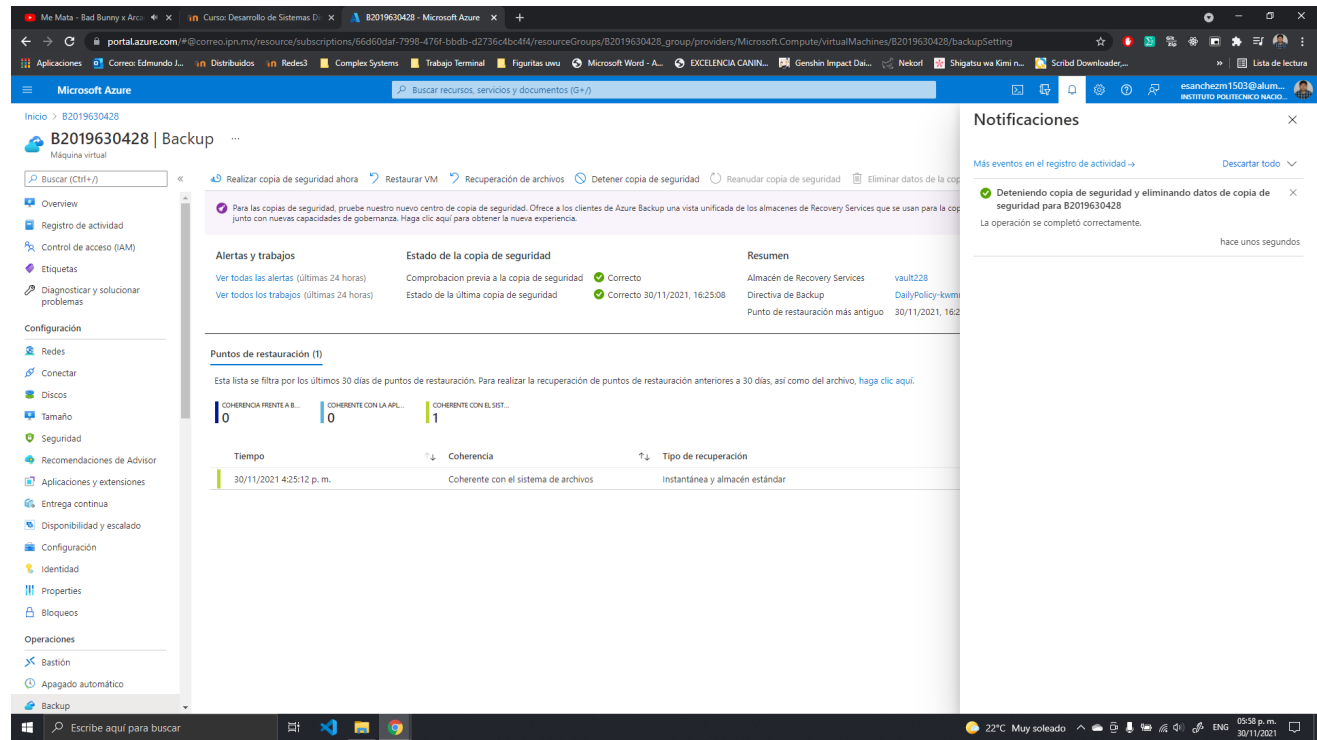 Me Mata - Bad Bunny x Arca
Curso: Desarrollo de Sistemas Di
B2019630428 - Microsoft Azure
portal.azure.com/#@correo.ipn.mx/resource/subscriptions/66d60daf-7998-476f-bbdb-d2736c4bc4f4/resourceGroups/B2019630428_group/providers/Microsoft.Compute/virtualMachines/B2019630428/backupSetting
Aplicaciones
Correo: Edmundo J...
Distribuidos
Redes3
Complex Systems
Trabajo Terminal
Figuritas uwu
Microsoft Word - A...
EXCELENCIA CANIN...
Genshin Impact Dai...
Nekorl
Shigatsu wa Kimi n...
Scribd Downloader,...
»
Lista de lectura
Microsoft Azure
Buscar recursos, servicios y documentos (G+/)
esanchezm1503@alum...
INSTITUTO POLITECNICO NACIO...
Inicio > B2019630428
B2019630428 | Backup ...
Máquina virtual
Buscar (Ctrl+/)
«
Overview
Registro de actividad
Control de acceso (IAM)
Etiquetas
Diagnosticar y solucionar
problemas
Configuración
Redes
Conectar
Discos
Tamaño
Seguridad
Recomendaciones de Advisor
Aplicaciones y extensiones
Entrega continua
Disponibilidad y escalado
Configuración
Identidad
Properties
Bloqueos
Operaciones
Bastión
Apagado automático
Backup
Realizar copia de seguridad ahora
Restaurar VM
Recuperación de archivos
Detener copia de seguridad
Reanudar copia de seguridad
Eliminar datos de la cop
Para las copias de seguridad, pruebe nuestro nuevo centro de copia de seguridad. Ofrece a los clientes de Azure Backup una vista unificada de los almacenes de Recovery Services que se usan para la cop
junto con nuevas capacidades de gobernanza. Haga clic aquí para obtener la nueva experiencia.
Alertas y trabajos
Ver todas las alertas (últimas 24 horas)
Ver todos los trabajos (últimas 24 horas)
Estado de la copia de seguridad
Comprobacion previa a la copia de seguridad Correcto
Estado de la última copia de seguridad Correcto 30/11/2021, 16:25:08
Resumen
Almacén de Recovery Services vault228
Directiva de Backup DailyPolicy-kwm
Punto de restauración más antiguo 30/11/2021, 16:2
Puntos de restauración (1)
Esta lista se filtra por los últimos 30 días de puntos de restauración. Para realizar la recuperación de puntos de restauración anteriores a 30 días, así como del archivo, haga clic aquí.
COHERENCIA FRENTE A B...
0
COHERENTE CON LA APL...
0
COHERENTE CON EL SIST...
1
Tiempo Coherencia Tipo de recuperación
30/11/2021 4:25:12 p. m. Coherente con el sistema de archivos Instantánea y almacén estándar
Notificaciones
Más eventos en el registro de actividad →
Descartar todo
Deteniendo copia de seguridad y eliminando datos de copia de
seguridad para B2019630428
La operación se completó correctamente.
hace unos segundos
Escribe aquí para buscar
22°C Muy soleado
ENG
05:58 p. m.
30/11/2021